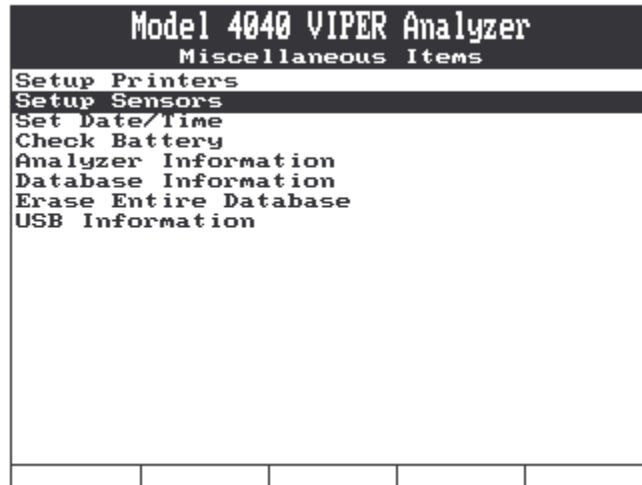 Model 4040 VIPER Analyzer
Miscellaneous Items
Setup Printers
Setup Sensors
Set Date/Time
Check Battery
Analyzer Information
Database Information
Erase Entire Database
USB Information